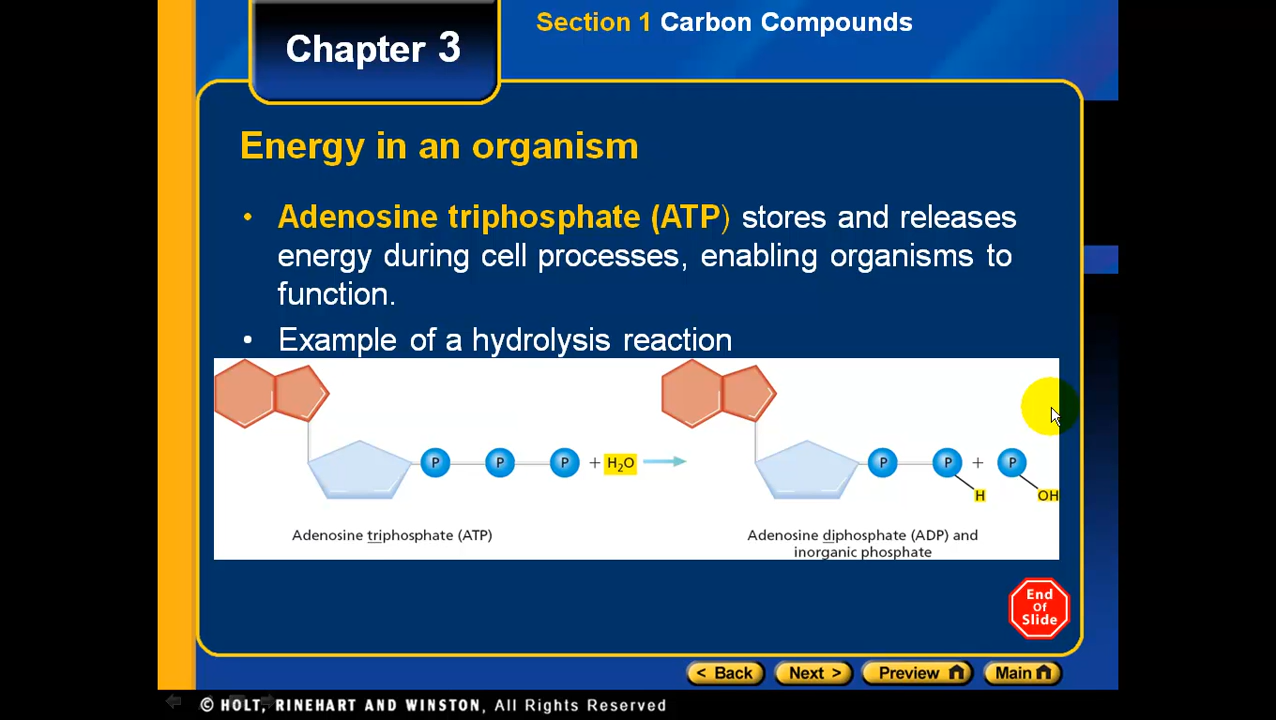 Section 1 Carbon Compounds
Chapter 3
Energy in an organism
• Adenosine triphosphate (ATP) stores and releases
energy during cell processes, enabling organisms to
function.
• Example of a hydrolysis reaction
P P P + H₂O P P + P
H OH
Adenosine triphosphate (ATP)
Adenosine diphosphate (ADP) and
inorganic phosphate
End
Of
Slide
< Back Next > Preview Main
© HOLT, RINEHART AND WINSTON, All Rights Reserved